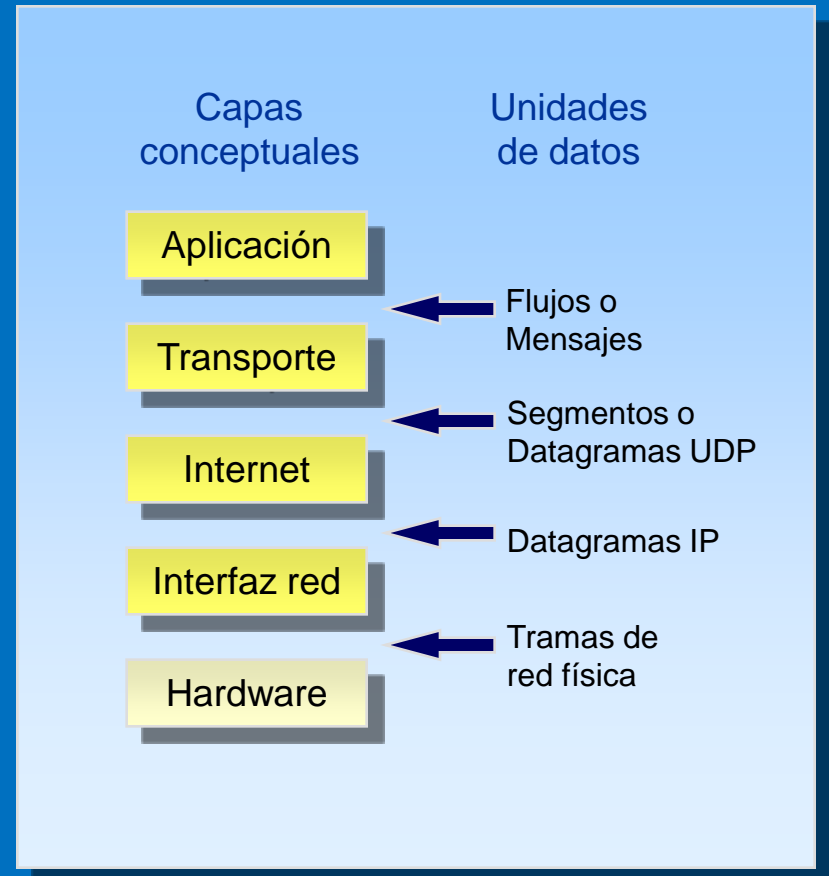 Capas
conceptuales
Unidades
de datos
Aplicación
Flujos o
Mensajes
Transporte
Segmentos o
Datagramas UDP
Internet
Datagramas IP
Interfaz red
Tramas de
red física
Hardware